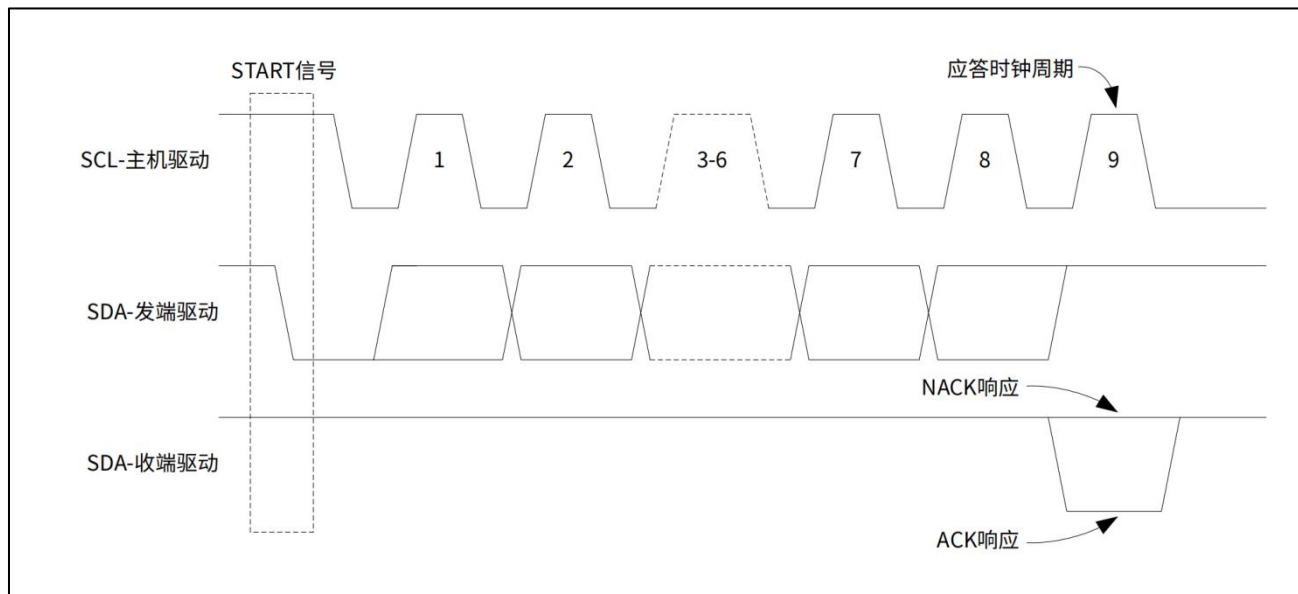 START信号
应答时钟周期
SCL-主机驱动
1
2
3-6
7
8
9
SDA-发端驱动
NACK响应
SDA-收端驱动
ACK响应